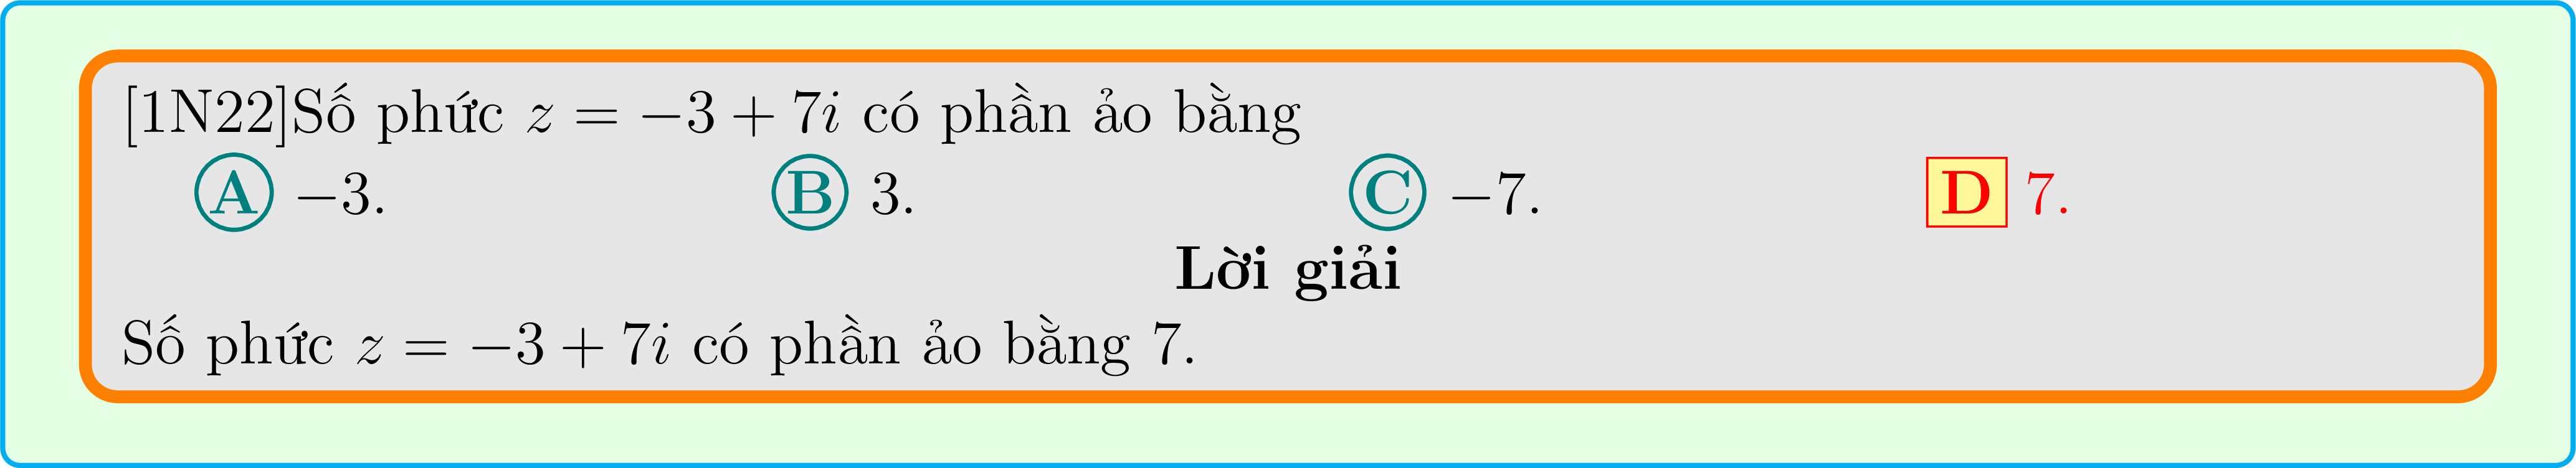 [1N22]Số phức z = −3 + 7i có phần ảo bằng
A −3. B 3. C −7. D 7.
Lời giải
Số phức z = −3 + 7i có phần ảo bằng 7.